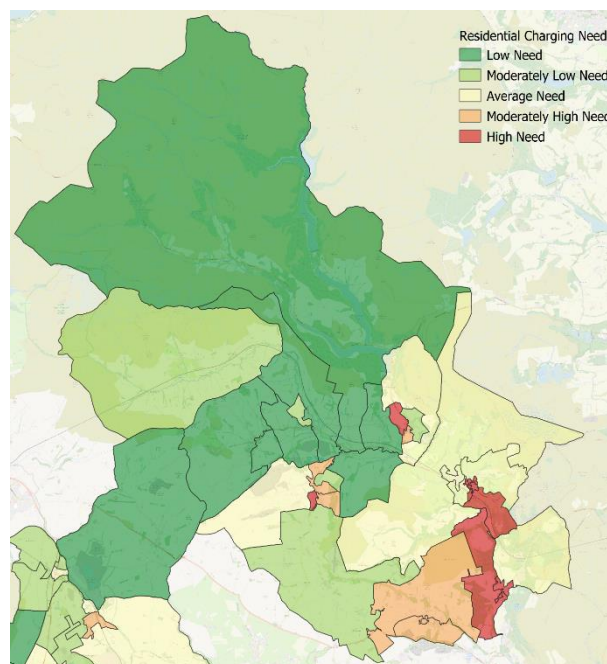 Residential Charging Need
Low Need
Moderately Low Need
Average Need
Moderately High Need
High Need